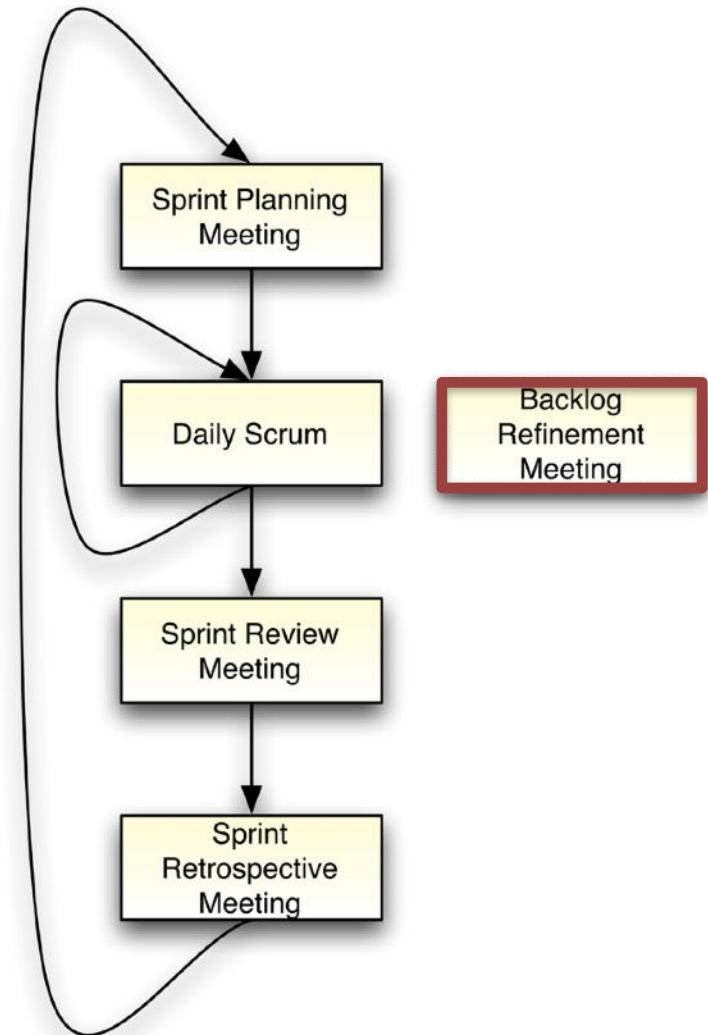 Sprint Planning
Meeting
Daily Scrum
Backlog
Refinement
Meeting
Sprint Review
Meeting
Sprint
Retrospective
Meeting